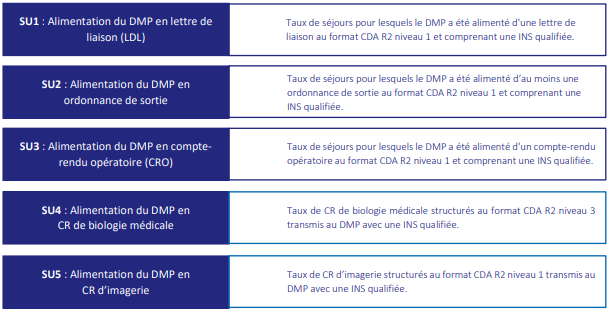 SU1 : Alimentation du DMP en lettre de
liaison (LDL)
Taux de séjours pour lesquels le DMP a été alimenté d'une lettre de
liaison au format CDA R2 niveau 1 et comprenant une INS qualifiée.
SU2 : Alimentation du DMP en
ordonnance de sortie
Taux de séjours pour lesquels le DMP a été alimenté d'au moins une
ordonnance de sortie au format CDA R2 niveau 1 et comprenant une
INS qualifiée.
SU3 : Alimentation du DMP en compte-
rendu opératoire (CRO)
Taux de séjours pour lesquels le DMP a été alimenté d'un compte-rendu
opératoire au format CDA R2 niveau 1 et comprenant une INS qualifiée.
SU4 : Alimentation du DMP en
CR de biologie médicale
Taux de CR de biologie médicale structurés au format CDA R2 niveau 3
transmis au DMP avec une INS qualifiée.
SU5 : Alimentation du DMP en
CR d'imagerie
Taux de CR d'imagerie structurés au format CDA R2 niveau 1 transmis au
DMP avec une INS qualifiée.